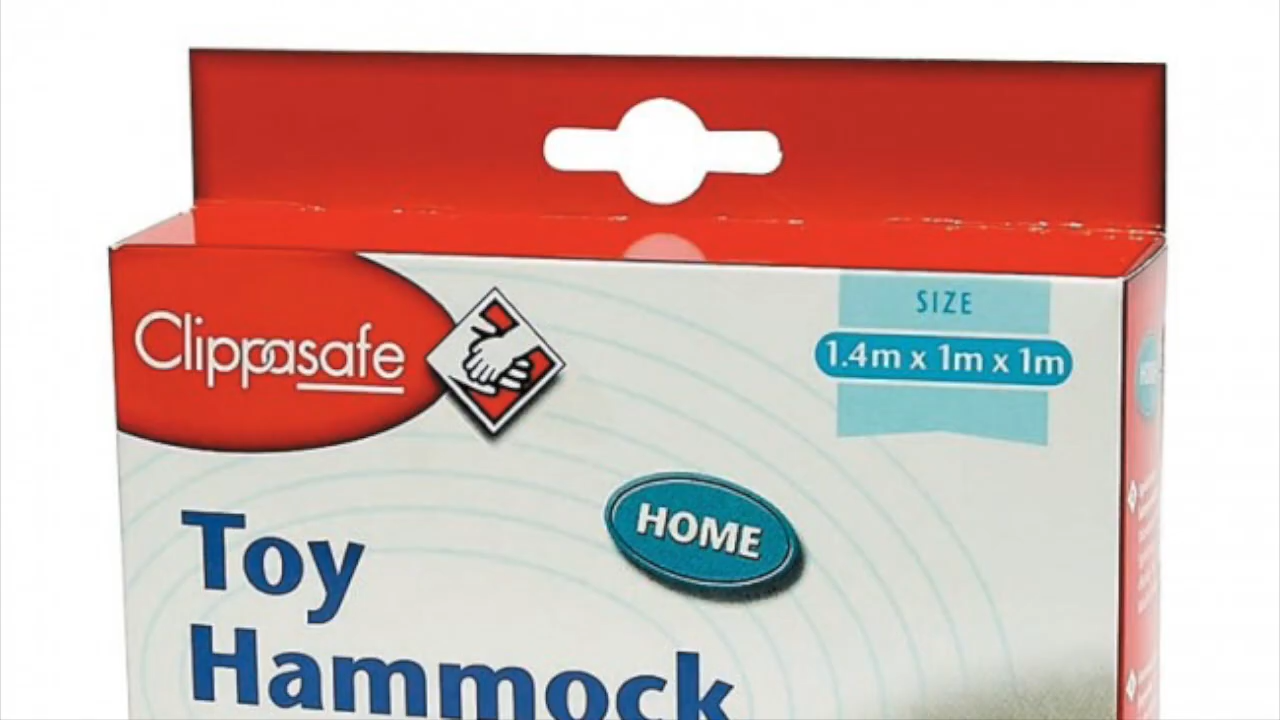 Clippasafe
SIZE
1.4m x 1m x 1m
HOME
Toy
Hammock